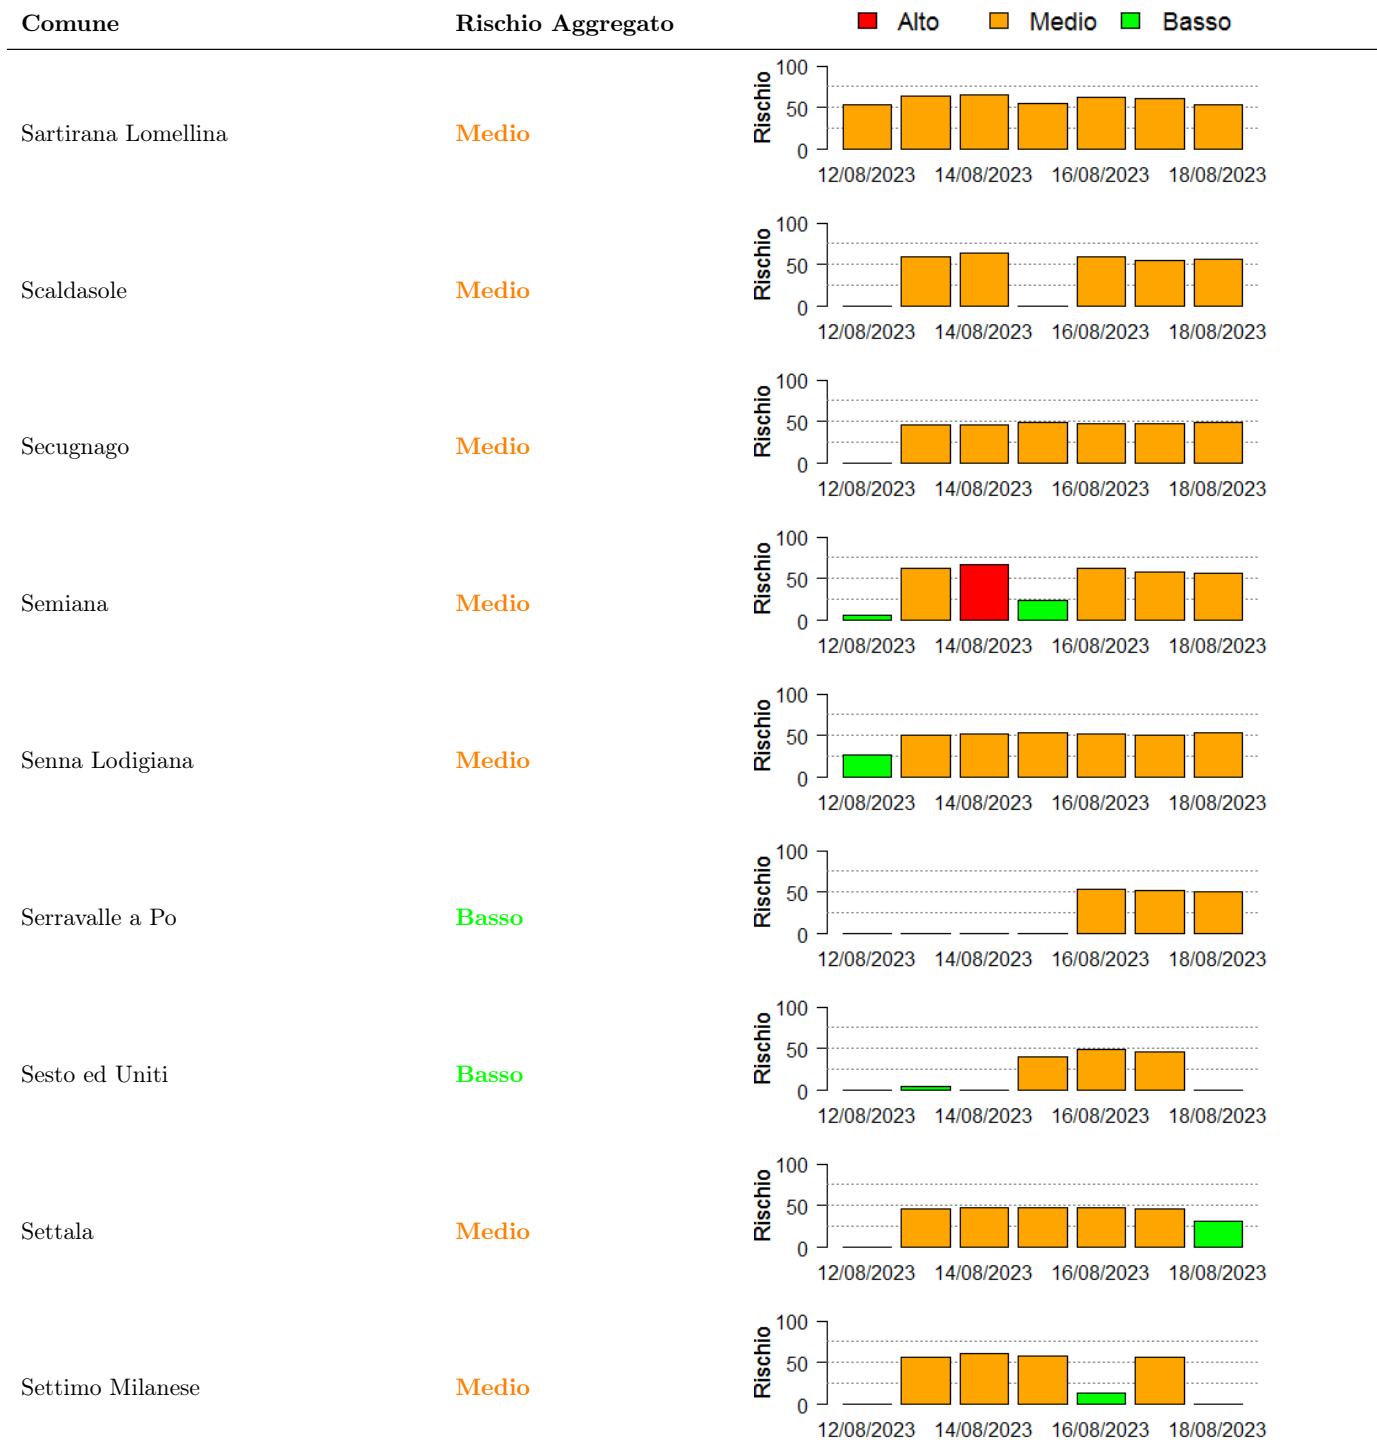 Comune Rischio Aggregato Alto Medio Basso
Sartirana Lomellina Medio
Rischio
100
50
0
12/08/2023 14/08/2023 16/08/2023 18/08/2023
Scaldasole Medio
Rischio
100
50
0
12/08/2023 14/08/2023 16/08/2023 18/08/2023
Secugnago Medio
Rischio
100
50
0
12/08/2023 14/08/2023 16/08/2023 18/08/2023
Semiana Medio
Rischio
100
50
0
12/08/2023 14/08/2023 16/08/2023 18/08/2023
Senna Lodigiana Medio
Rischio
100
50
0
12/08/2023 14/08/2023 16/08/2023 18/08/2023
Serravalle a Po Basso
Rischio
100
50
0
12/08/2023 14/08/2023 16/08/2023 18/08/2023
Sesto ed Uniti Basso
Rischio
100
50
0
12/08/2023 14/08/2023 16/08/2023 18/08/2023
Settala Medio
Rischio
100
50
0
12/08/2023 14/08/2023 16/08/2023 18/08/2023
Settimo Milanese Medio
Rischio
100
50
0
12/08/2023 14/08/2023 16/08/2023 18/08/2023